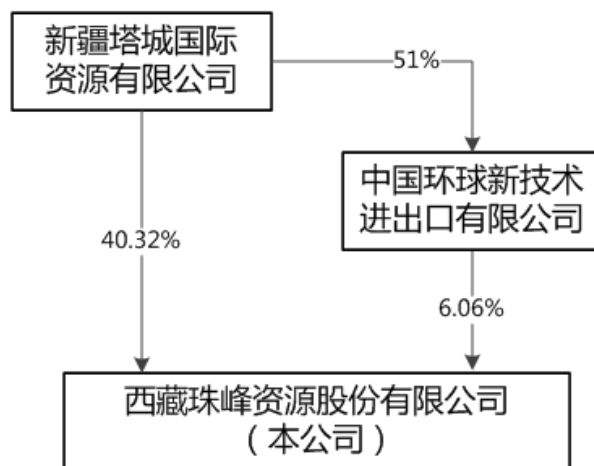 新疆塔城国际
资源有限公司
51%
中国环球新技术
进出口有限公司
40.32%
6.06%
西藏珠峰资源股份有限公司
（本公司）